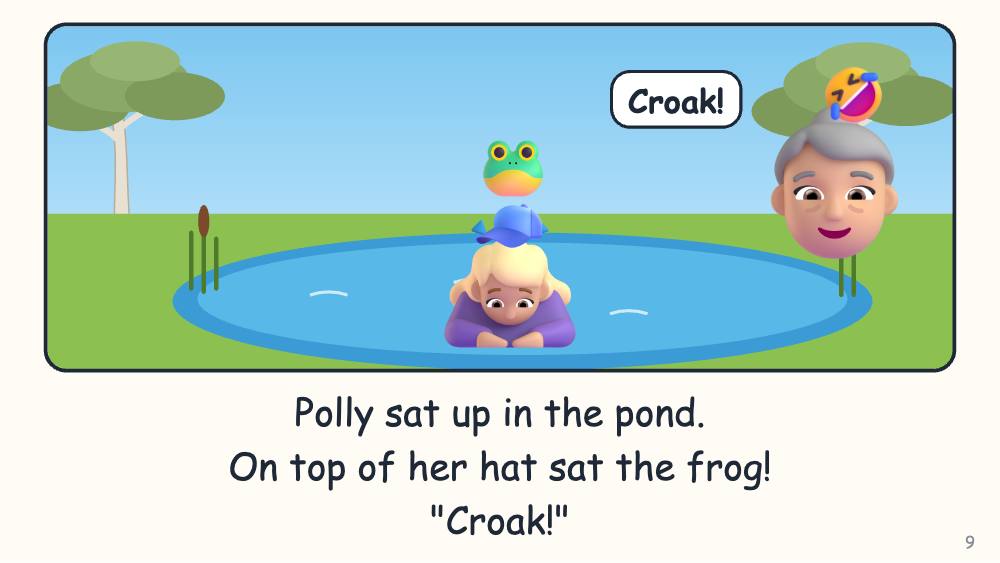 Croak!
Polly sat up in the pond.
On top of her hat sat the frog!
"Croak!"
9